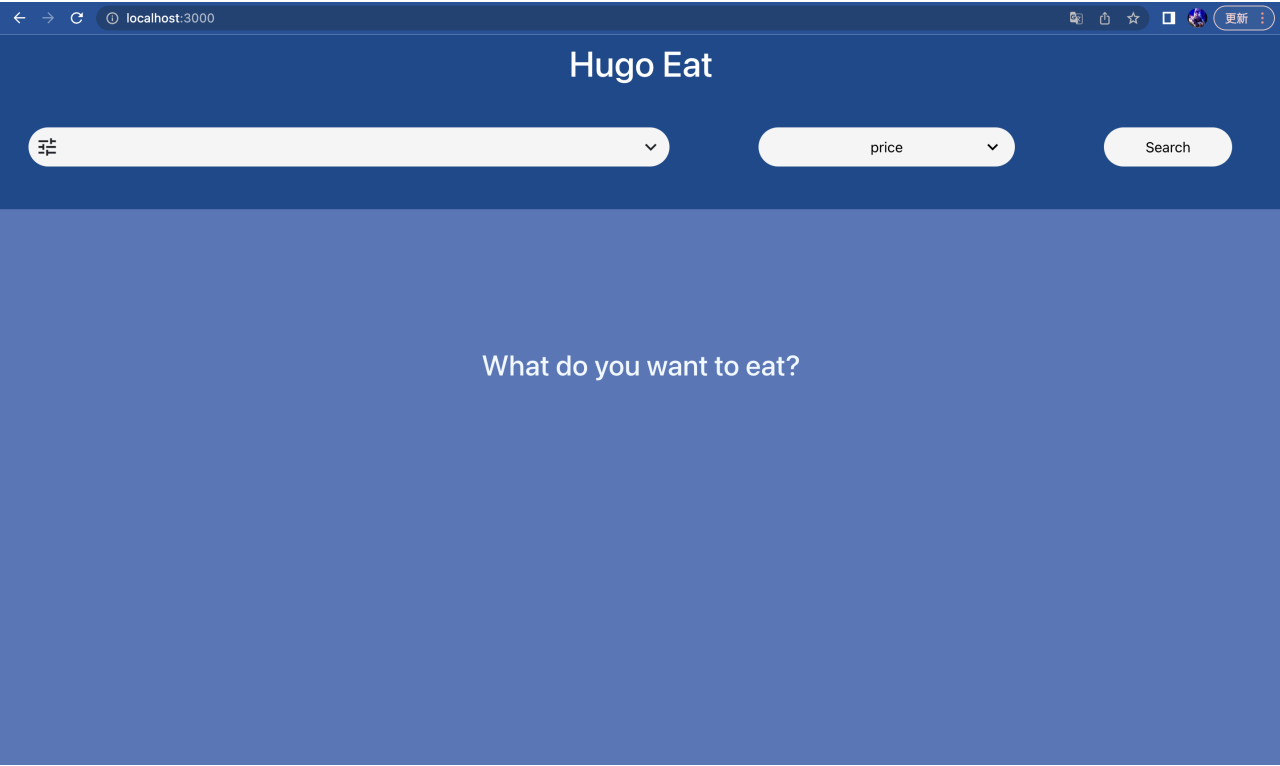 localhost:3000
更新
Hugo Eat
price
Search
What do you want to eat?